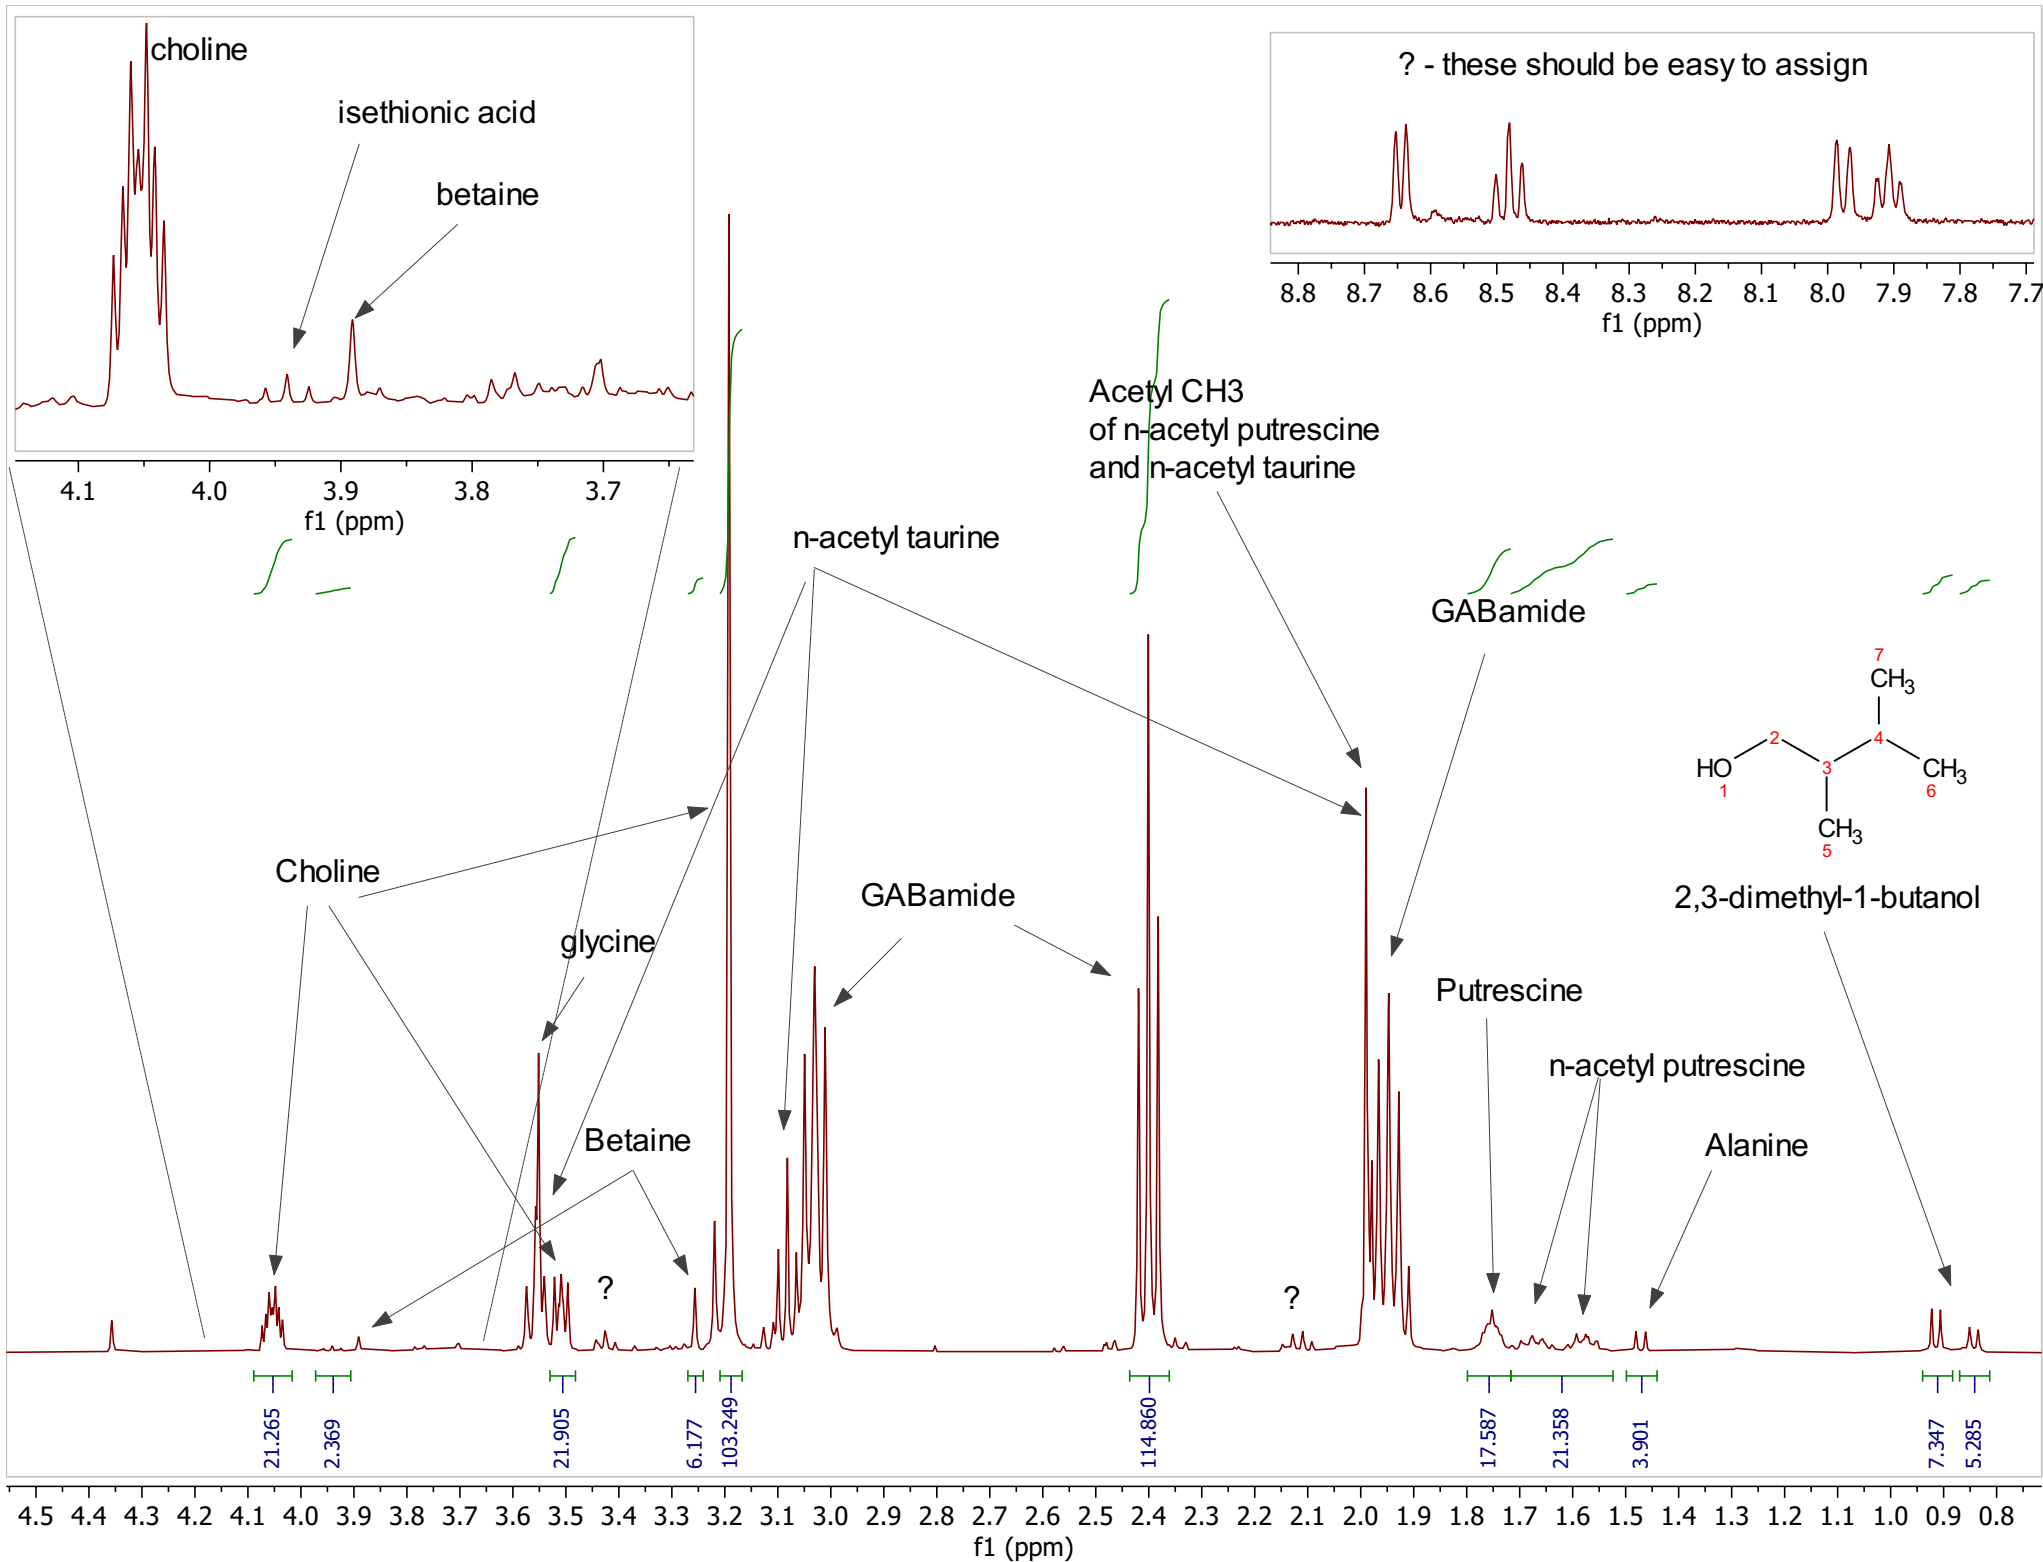 choline
isethionic acid
betaine
4.1 4.0 3.9 3.8 3.7
f1 (ppm)
? - these should be easy to assign
8.8 8.7 8.6 8.5 8.4 8.3 8.2 8.1 8.0 7.9 7.8 7.7
f1 (ppm)
Acetyl CH3
of n-acetyl putrescine
and n-acetyl taurine
n-acetyl taurine
GABamide
7
CH3
2
4
HO
1
3
CH3
6
CH3
5
2,3-dimethyl-1-butanol
Choline
GABamide
glycine
Putrescine
n-acetyl putrescine
Betaine
Alanine
?
?
21.265
2.369
21.905
6.177
103.249
114.860
17.587
21.358
3.901
7.347
5.285
4.5 4.4 4.3 4.2 4.1 4.0 3.9 3.8 3.7 3.6 3.5 3.4 3.3 3.2 3.1 3.0 2.9 2.8 2.7 2.6 2.5 2.4 2.3 2.2 2.1 2.0 1.9 1.8 1.7 1.6 1.5 1.4 1.3 1.2 1.1 1.0 0.9 0.8
f1 (ppm)